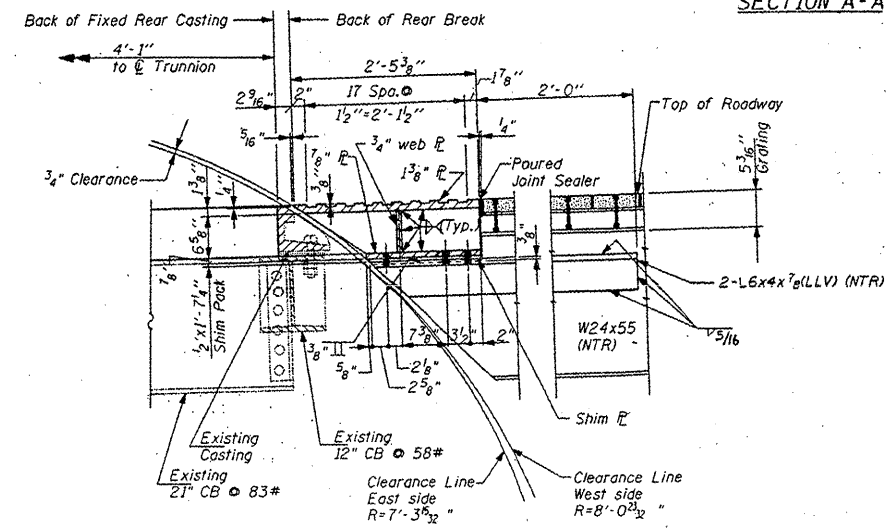 SECTION A-A
Back of Fixed Rear Casting
Back of Rear Break
4'-1"
to ℄ Trunnion
2'-5 3/8"
1 7/8"
2 9/16"
2"
17 Spa.@
1 1/2"=2'-1 1/2"
2'-0"
Top of Roadway
5/16"
1/4"
3/4" web ℙL
7/8" ℙL
3/8"
1 3/8" ℙL
Poured
Joint Sealer
5 3/16"
Grating
3/4" Clearance
1 3/8"
1/4"
(Typ.)
6 5/8"
3/8"
7/8"
1/2"x1'-7 1/4"
Shim Pack
2-L6x4x7/8(LLV) (NTR)
W24x55
(NTR)
5/16
7 3/8"
3 1/2"
2"
3/8"
5/8"
2 1/8"
2 5/8"
Shim ℙL
Existing
Casting
Existing
12" CB @ 58#
Existing
21" CB @ 83#
Clearance Line
East side
R=7'-3 15/32"
Clearance Line
West side
R=8'-0 23/32"